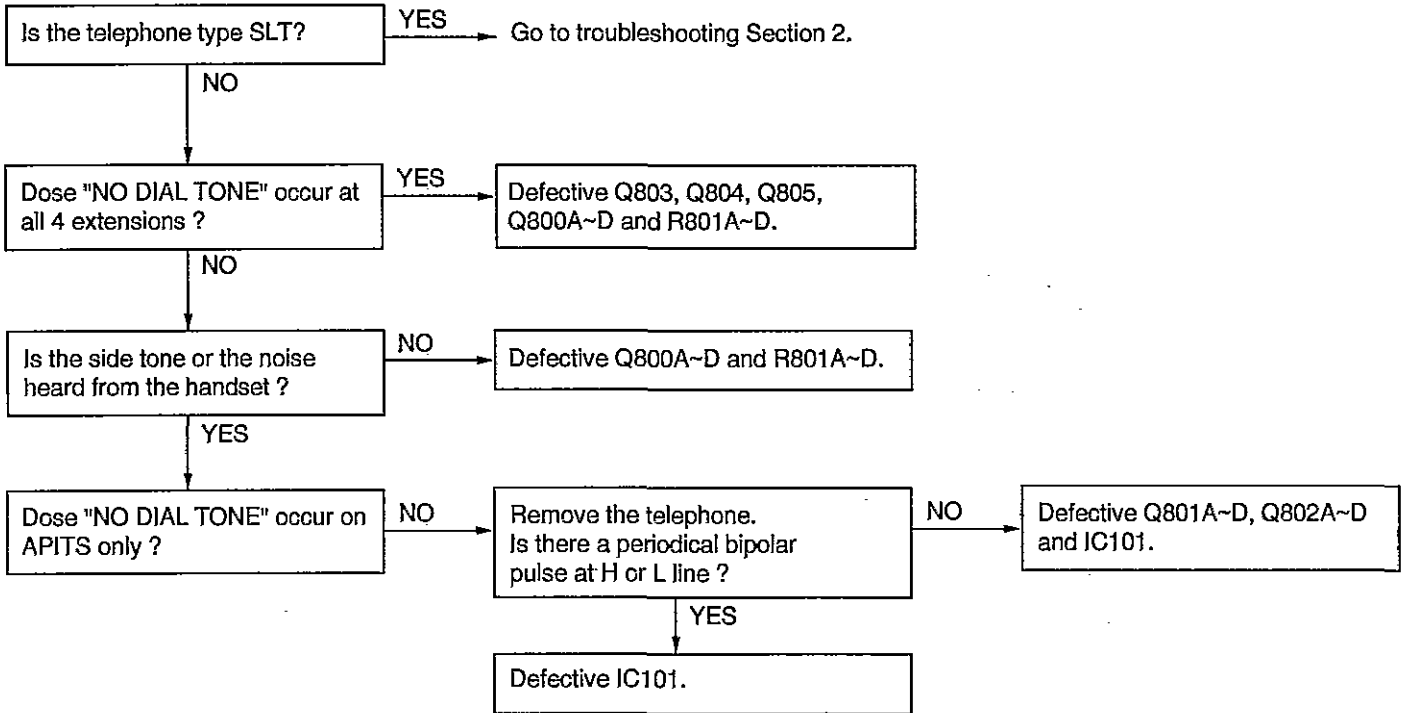 Is the telephone type SLT?
YES
Go to troubleshooting Section 2.
NO
Dose "NO DIAL TONE" occur at
all 4 extensions ?
YES
Defective Q803, Q804, Q805,
Q800A~D and R801A~D.
NO
Is the side tone or the noise
heard from the handset ?
NO
Defective Q800A~D and R801A~D.
YES
Dose "NO DIAL TONE" occur on
APITS only ?
NO
Remove the telephone.
Is there a periodical bipolar
pulse at H or L line ?
NO
Defective Q801A~D, Q802A~D
and IC101.
YES
Defective IC101.